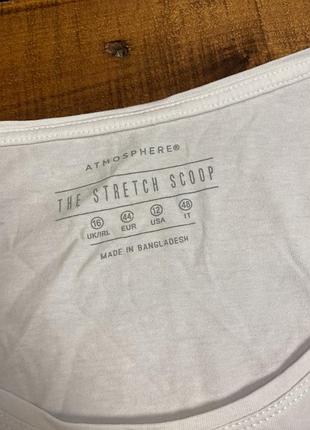 ATMOSPHERE®
THE STRETCH SCOOP
16 44 12 48
UK/IRL EUR USA IT
MADE IN BANGLADESH